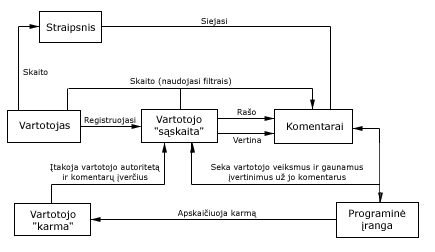 Straipsnis
Siejasi
Skaito
Skaito (naudojasi filtrais)
Vartotojas
Registruojasi
Vartotojo
"sąskaita"
Rašo
Vertina
Komentarai
Įtakoja vartotojo autoritetą
ir komentarų įverčius
Seka vartotojo veiksmus ir gaunamus
įvertinimus už jo komentarus
Vartotojo
"karma"
Apskaičiuoja karmą
Programinė
įranga